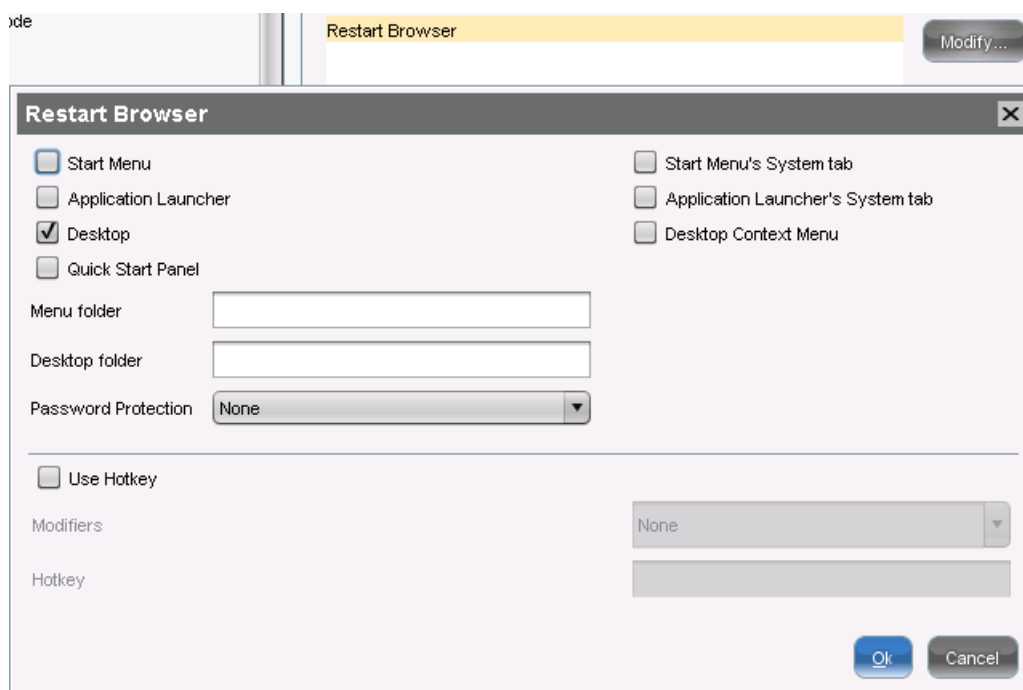 ode
Restart Browser
Modify...
Restart Browser
Start Menu
Start Menu's System tab
Application Launcher
Application Launcher's System tab
Desktop
Desktop Context Menu
Quick Start Panel
Menu folder
Desktop folder
Password Protection
None
Use Hotkey
Modifiers
None
Hotkey
Ok
Cancel